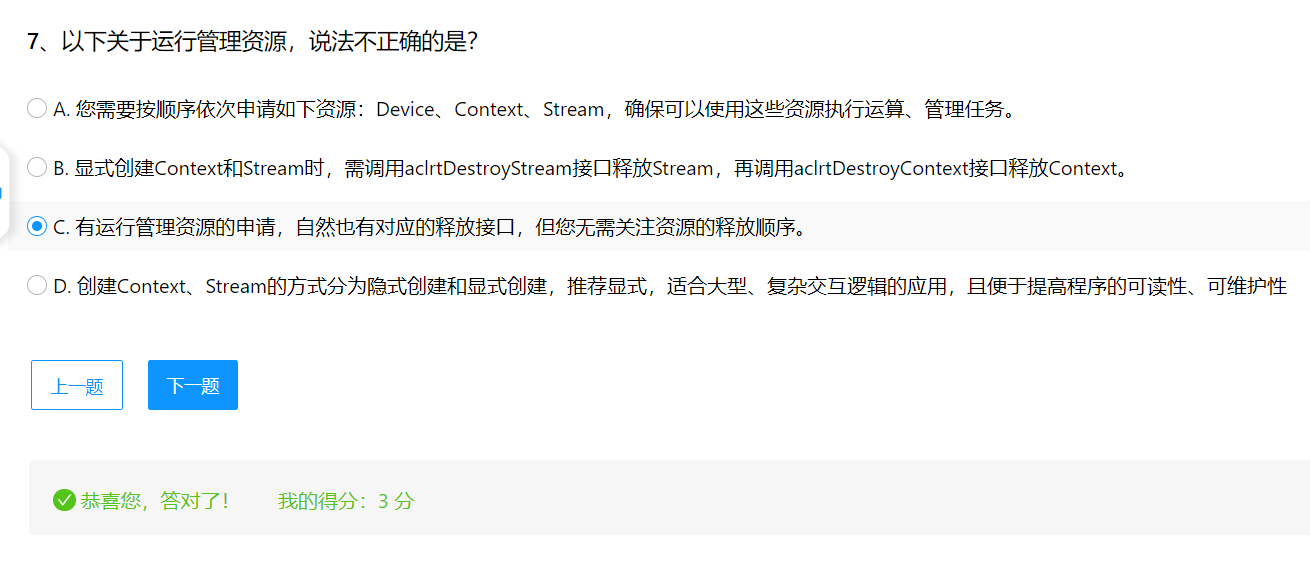 7、以下关于运行管理资源，说法不正确的是？
A. 您需要按顺序依次申请如下资源：Device、Context、Stream，确保可以使用这些资源执行运算、管理任务。
B. 显式创建Context和Stream时，需调用aclrtDestroyStream接口释放Stream，再调用aclrtDestroyContext接口释放Context。
C. 有运行管理资源的申请，自然也有对应的释放接口，但您无需关注资源的释放顺序。
D. 创建Context、Stream的方式分为隐式创建和显式创建，推荐显式，适合大型、复杂交互逻辑的应用，且便于提高程序的可读性、可维护性
上一题 下一题
恭喜您，答对了！ 我的得分：3 分